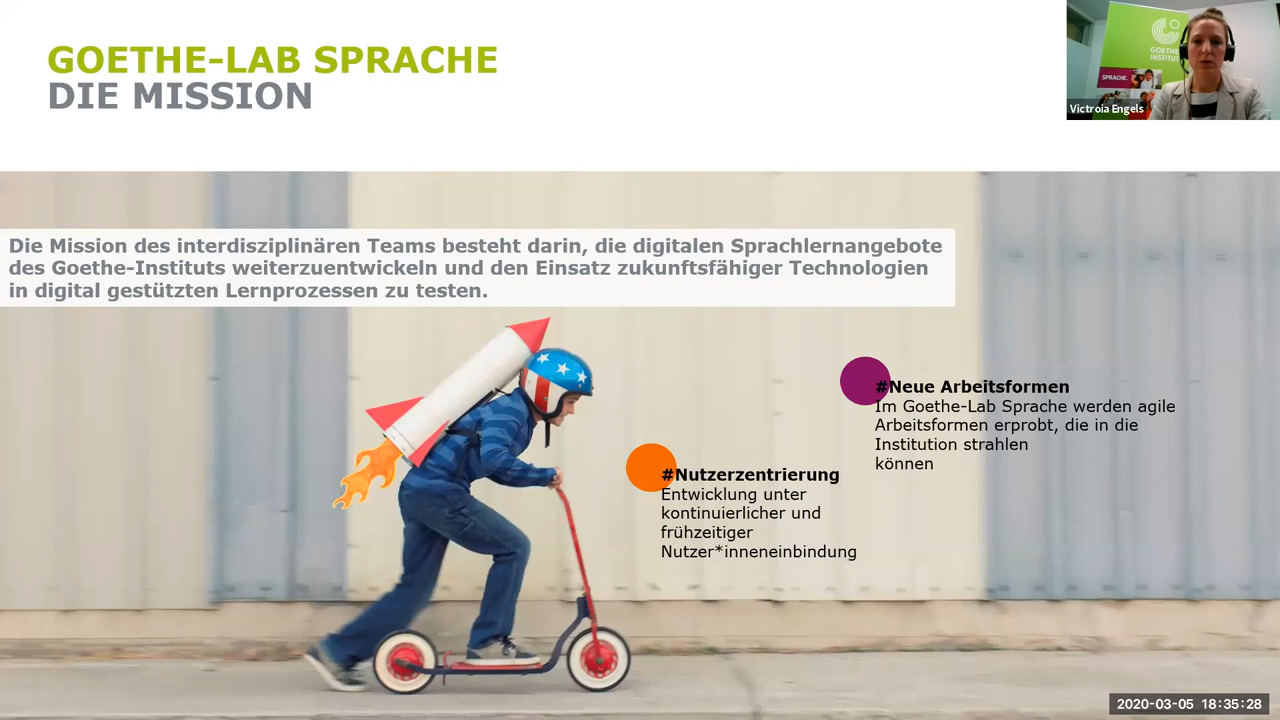 GOETHE-LAB SPRACHE
DIE MISSION
GOETHE
INSTITUT
SPRACHE.
Victroia Engels
Die Mission des interdisziplinären Teams besteht darin, die digitalen Sprachlernangebote
des Goethe-Instituts weiterzuentwickeln und den Einsatz zukunftsfähiger Technologien
in digital gestützten Lernprozessen zu testen.
#Neue Arbeitsformen
Im Goethe-Lab Sprache werden agile
Arbeitsformen erprobt, die in die
Institution strahlen
können
#Nutzerzentrierung
Entwicklung unter
kontinuierlicher und
frühzeitiger
Nutzer*inneneinbindung
2020-03-05 18:35:28